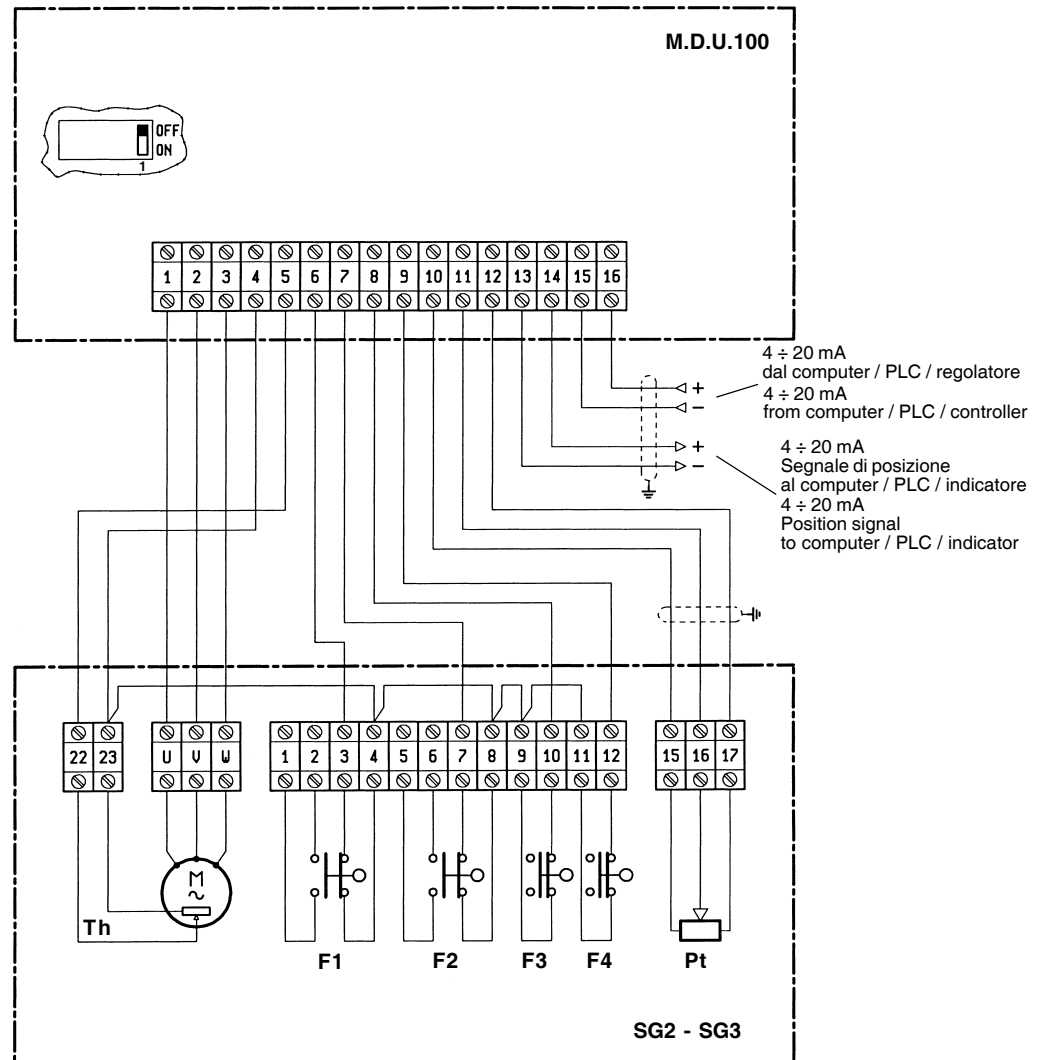 M.D.U.100
OFF
ON
1
1 2 3 4 5 6 7 8 9 10 11 12 13 14 15 16
4 ÷ 20 mA
dal computer / PLC / regolatore
4 ÷ 20 mA
from computer / PLC / controller
+
−
+
−
4 ÷ 20 mA
Segnale di posizione
al computer / PLC / indicatore
4 ÷ 20 mA
Position signal
to computer / PLC / indicator
22 23 U V W 1 2 3 4 5 6 7 8 9 10 11 12 15 16 17
M
~
Th
F1 F2 F3 F4 Pt
SG2 - SG3